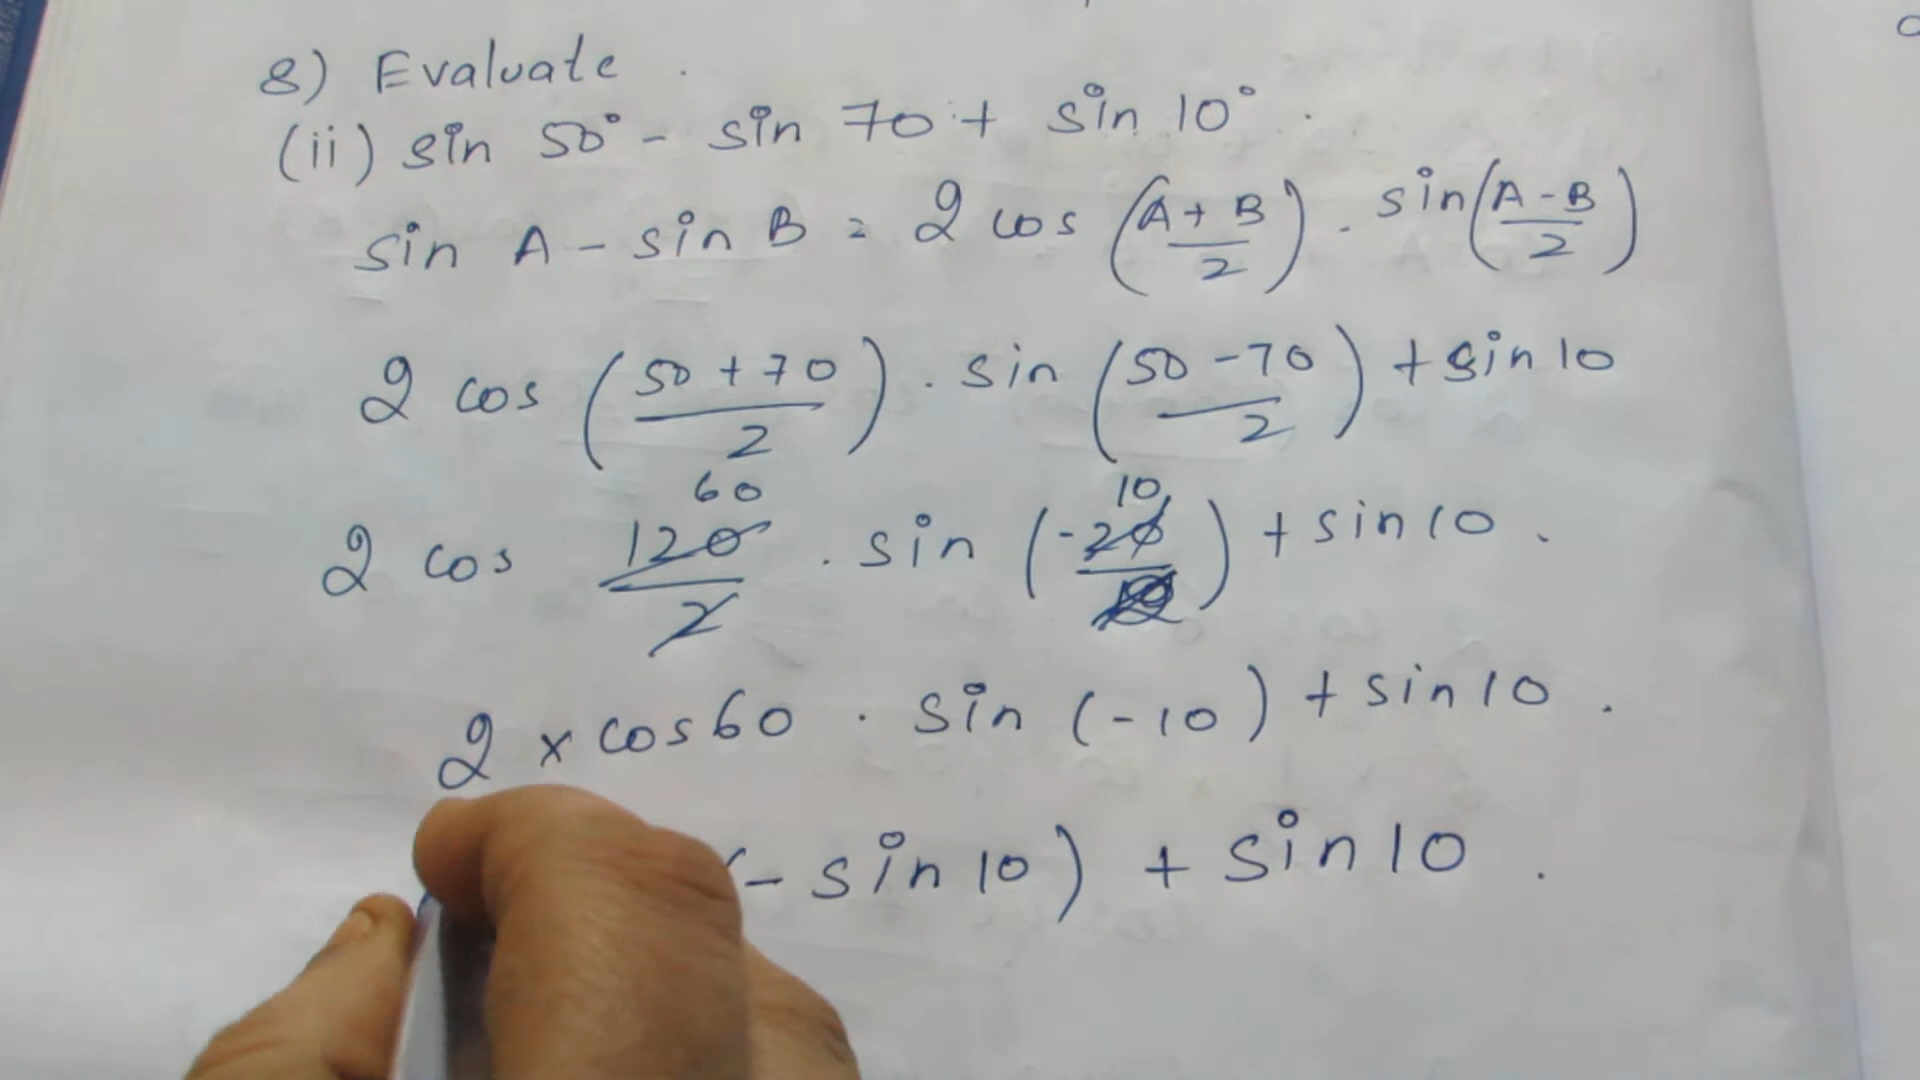 8) Evaluate .
(ii) sin 50° - sin 70 + sin 10° .
sin A - sin B = 2 cos (A + B / 2) . sin (A - B / 2)
2 cos (50 + 70 / 2) . sin (50 - 70 / 2) + sin 10
60 10
2 cos 120 / 2 . sin (-20 / ) + sin 10 .
2 × cos 60 . sin (-10) + sin 10 .
(- sin 10) + sin 10 .